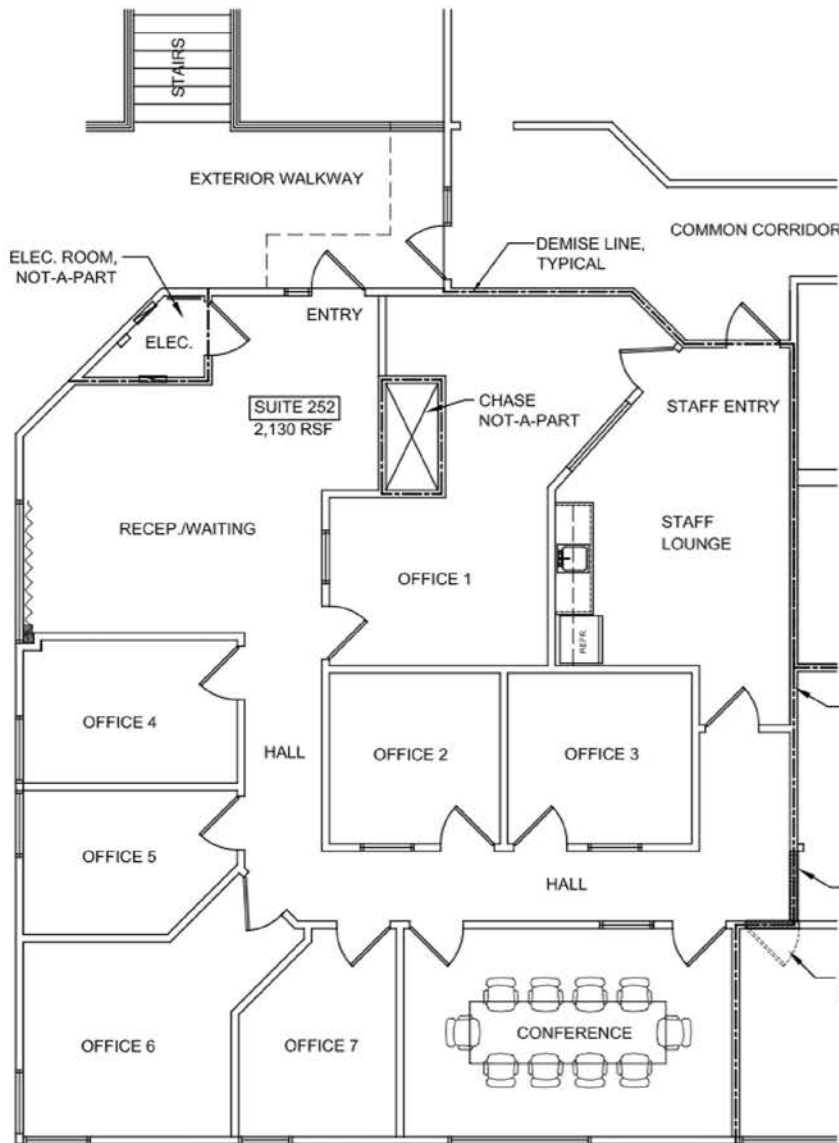 STAIRS
EXTERIOR WALKWAY
COMMON CORRIDOR
DEMISE LINE,
TYPICAL
ELEC. ROOM,
NOT-A-PART
ENTRY
ELEC.
SUITE 252
2,130 RSF
CHASE
NOT-A-PART
STAFF ENTRY
RECEP./WAITING
STAFF
LOUNGE
OFFICE 1
REFR.
OFFICE 4
HALL
OFFICE 2
OFFICE 3
OFFICE 5
HALL
OFFICE 6
OFFICE 7
CONFERENCE